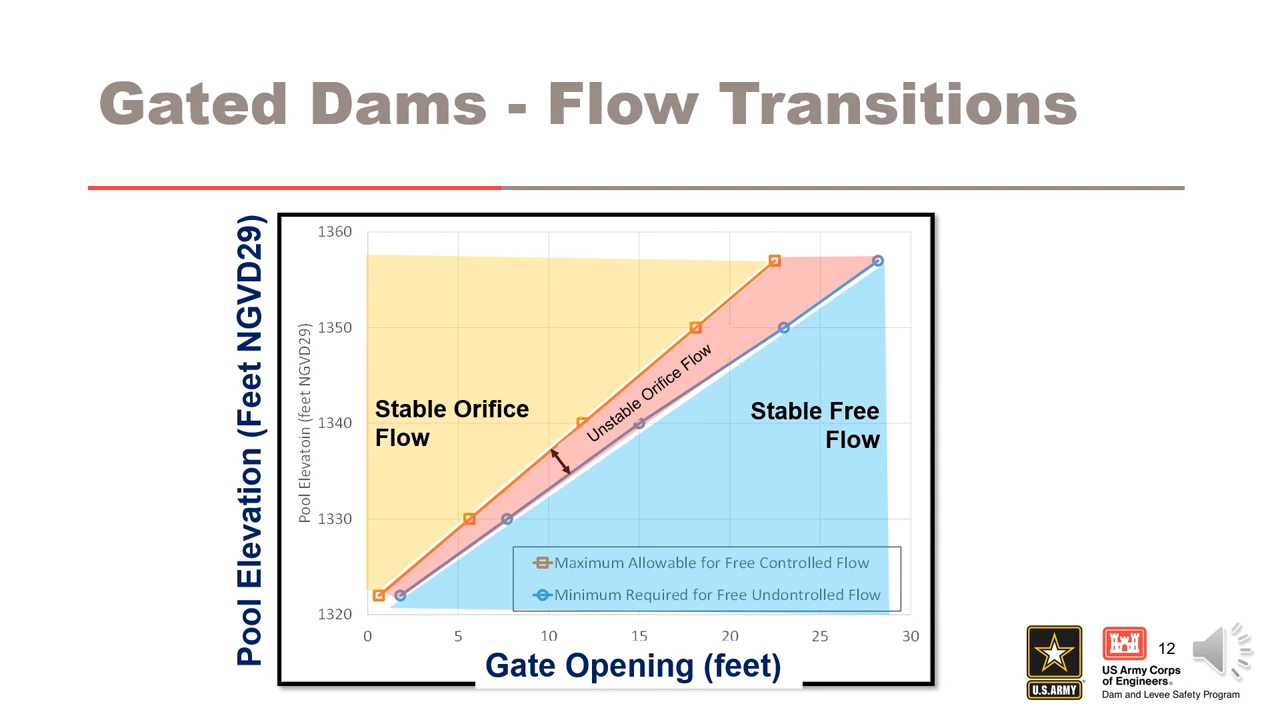 Gated Dams - Flow Transitions
Pool Elevation (Feet NGVD29)
Pool Elevatoin (feet NGVD29)
1360
1350
1340
1330
1320
Stable Orifice
Flow
Unstable Orifice Flow
Stable Free
Flow
Maximum Allowable for Free Controlled Flow
Minimum Required for Free Undontrolled Flow
0 5 10 15 20 25 30
Gate Opening (feet)
U.S.ARMY
12
US Army Corps
of Engineers®
Dam and Levee Safety Program